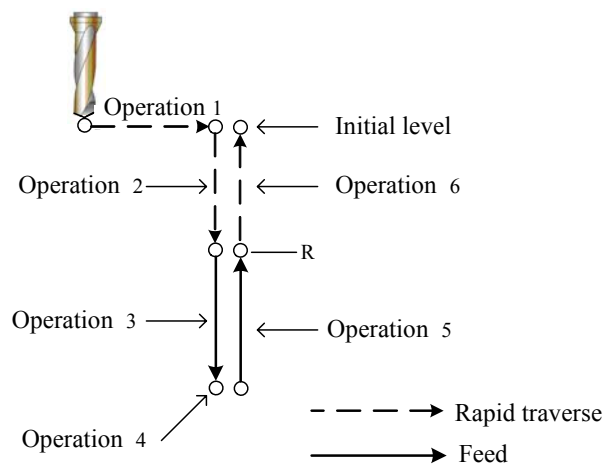 Operation 1
Initial level
Operation 2
Operation 6
R
Operation 3
Operation 5
Operation 4
Rapid traverse
Feed